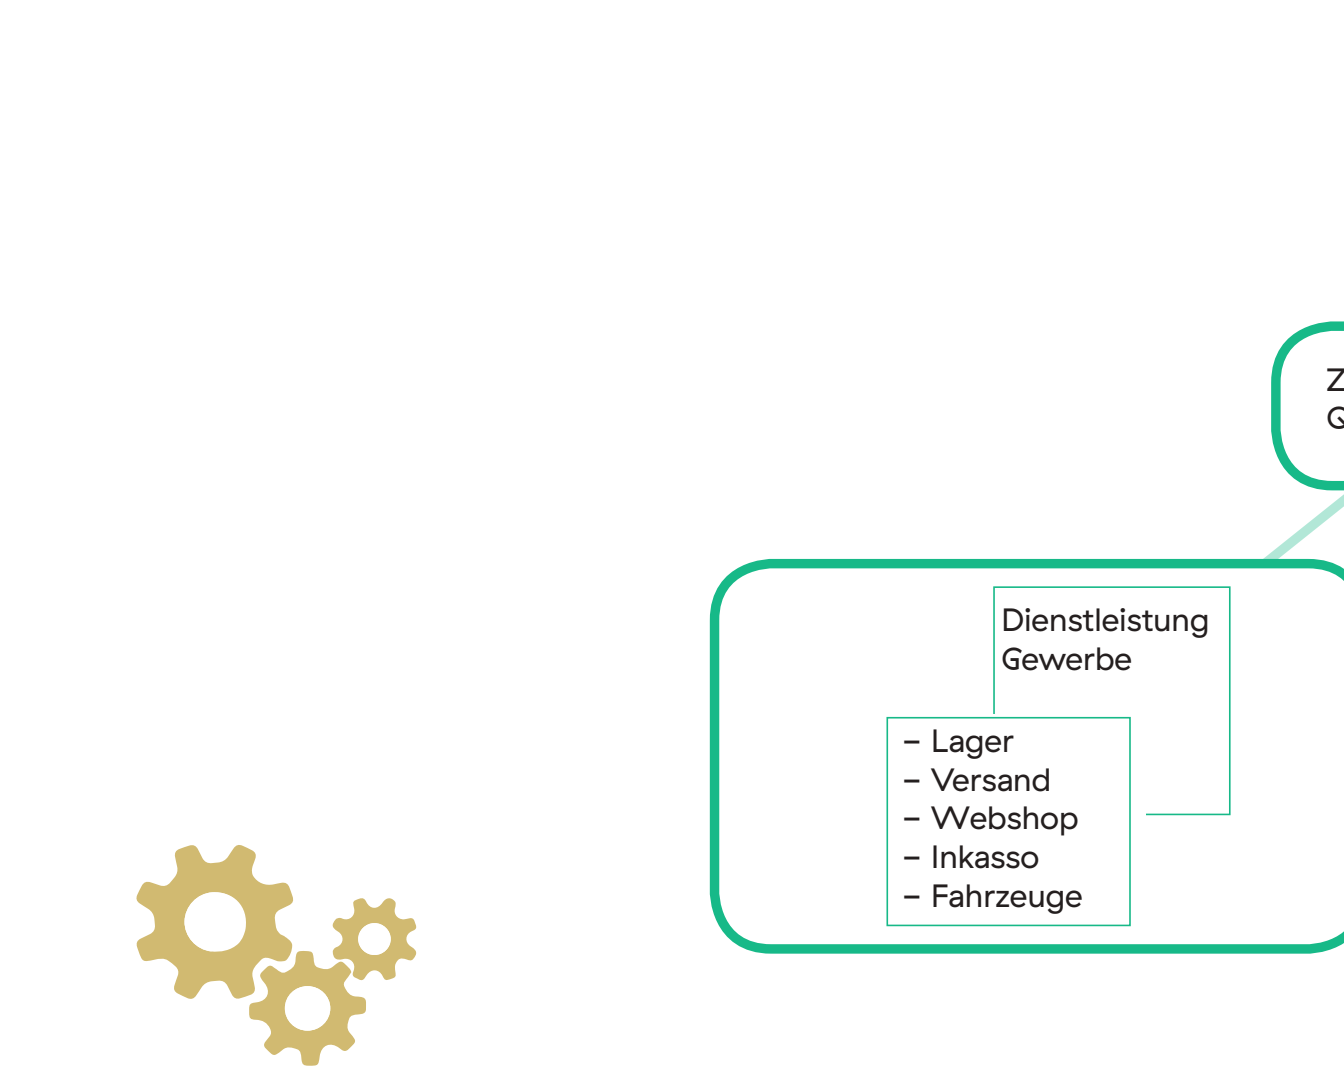 Dienstleistung
Gewerbe
– Lager
– Versand
– Webshop
– Inkasso
– Fahrzeuge